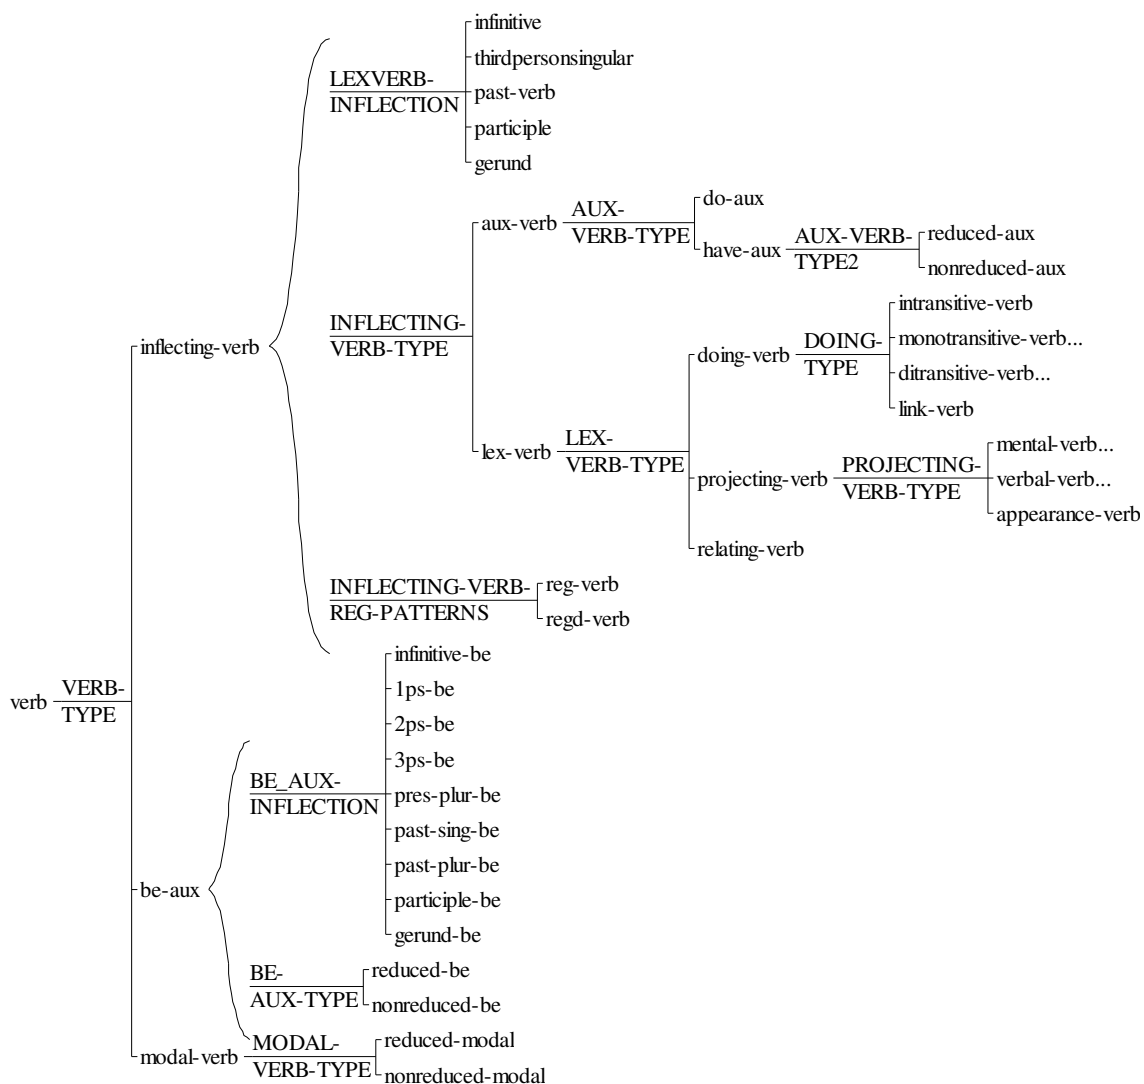 infinitive
thirdpersonsingular
LEXVERB-
INFLECTION
past-verb
participle
gerund
do-aux
aux-verb
AUX-
VERB-TYPE
have-aux
AUX-VERB-
TYPE2
reduced-aux
nonreduced-aux
inflecting-verb
INFLECTING-
VERB-TYPE
intransitive-verb
doing-verb
DOING-
TYPE
monotransitive-verb...
ditransitive-verb...
link-verb
lex-verb
LEX-
VERB-TYPE
mental-verb...
projecting-verb
PROJECTING-
VERB-TYPE
verbal-verb...
appearance-verb
relating-verb
INFLECTING-VERB-
REG-PATTERNS
reg-verb
regd-verb
verb
VERB-
TYPE
infinitive-be
1ps-be
2ps-be
3ps-be
BE_AUX-
INFLECTION
pres-plur-be
past-sing-be
past-plur-be
be-aux
participle-be
gerund-be
BE-
AUX-TYPE
reduced-be
nonreduced-be
modal-verb
MODAL-
VERB-TYPE
reduced-modal
nonreduced-modal